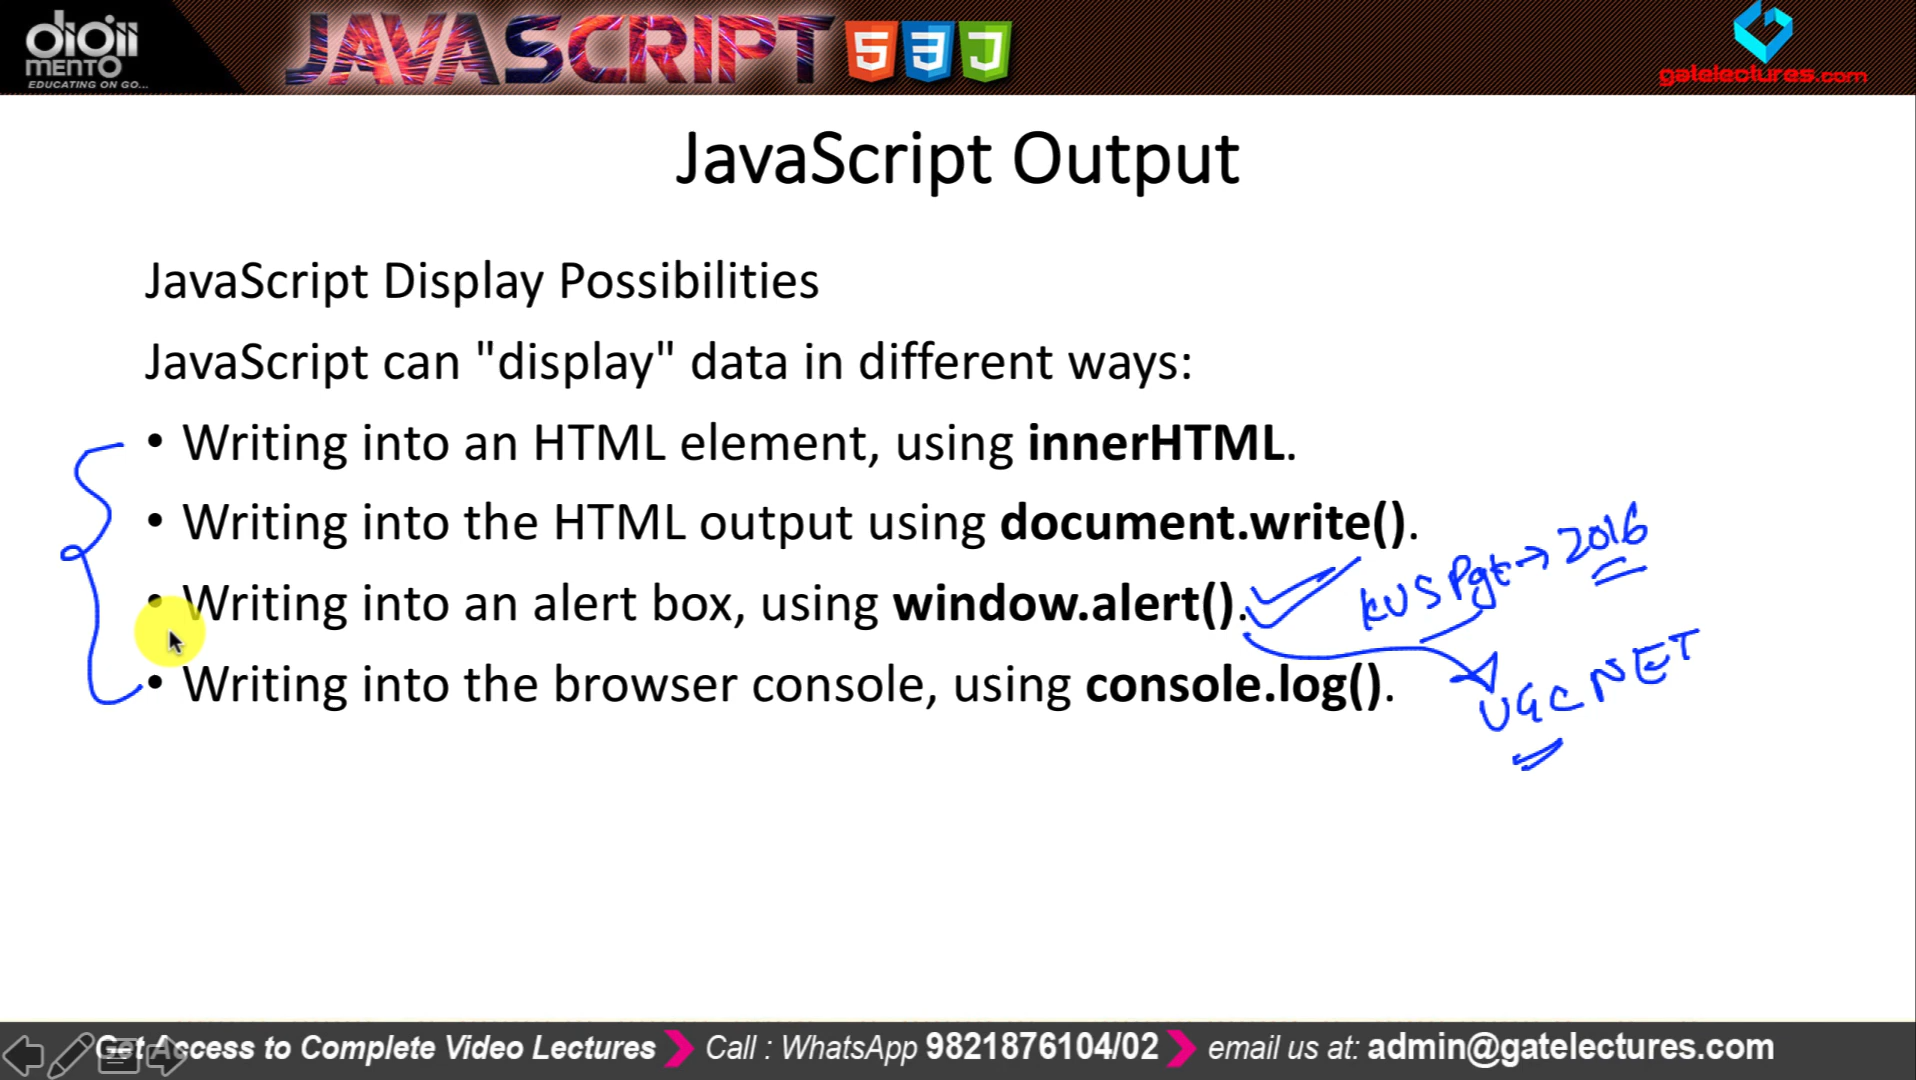 digii
MENTO
EDUCATING ON GO...
JAVASCRIPT
5 3 J
gatelectures.com
JavaScript Output
JavaScript Display Possibilities
JavaScript can "display" data in different ways:
• Writing into an HTML element, using innerHTML.
• Writing into the HTML output using document.write().
• Writing into an alert box, using window.alert().
KVS Pgt → 2016
• Writing into the browser console, using console.log().
UGC NET
Get Access to Complete Video Lectures
Call : WhatsApp 9821876104/02
email us at: admin@gatelectures.com